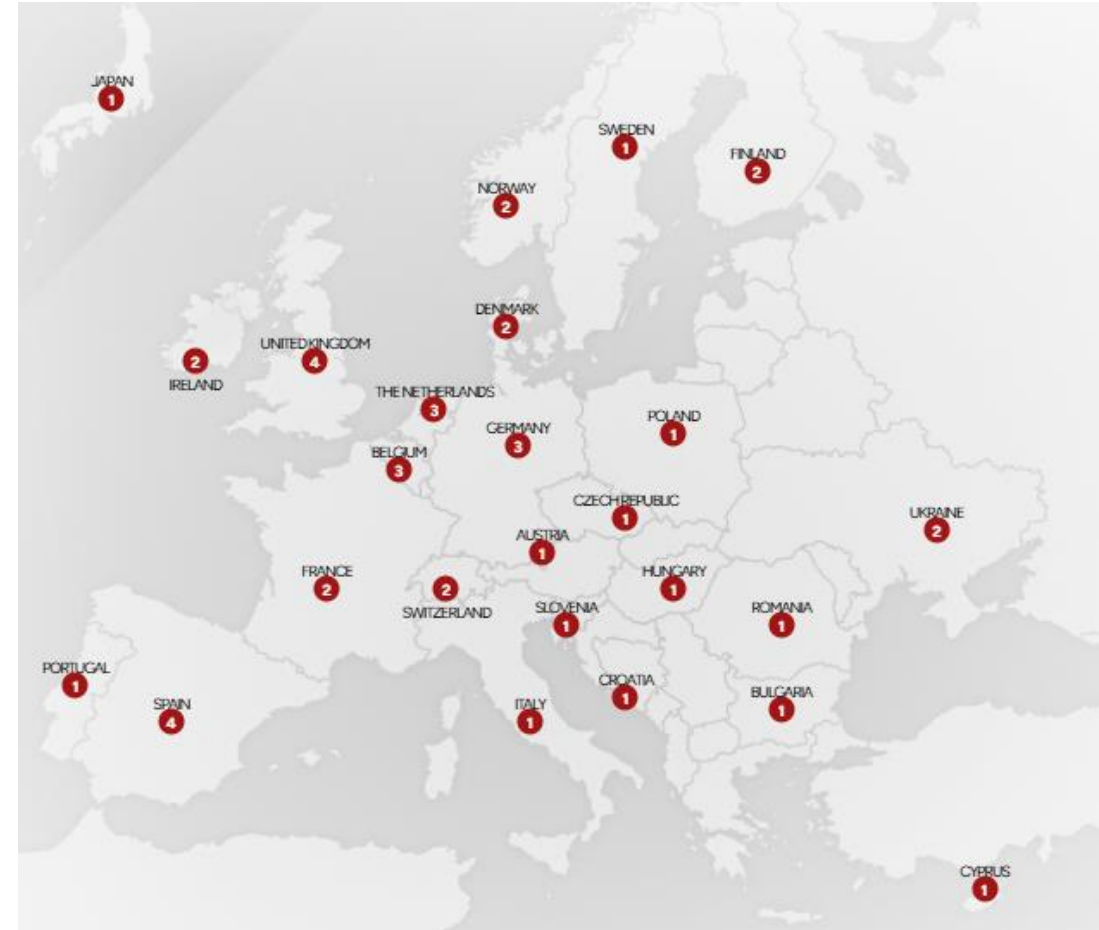 JAPAN
1
SWEDEN
1
FINLAND
2
NORWAY
2
DENMARK
2
UNITED KINGDOM
4
2
IRELAND
THE NETHERLANDS
3
POLAND
1
GERMANY
3
BELGIUM
3
CZECH REPUBLIC
1
UKRAINE
2
AUSTRIA
1
FRANCE
2
2
SWITZERLAND
HUNGARY
1
SLOVENIA
1
ROMANIA
1
PORTUGAL
1
CROATIA
1
BULGARIA
1
SPAIN
4
ITALY
1
CYPRUS
1